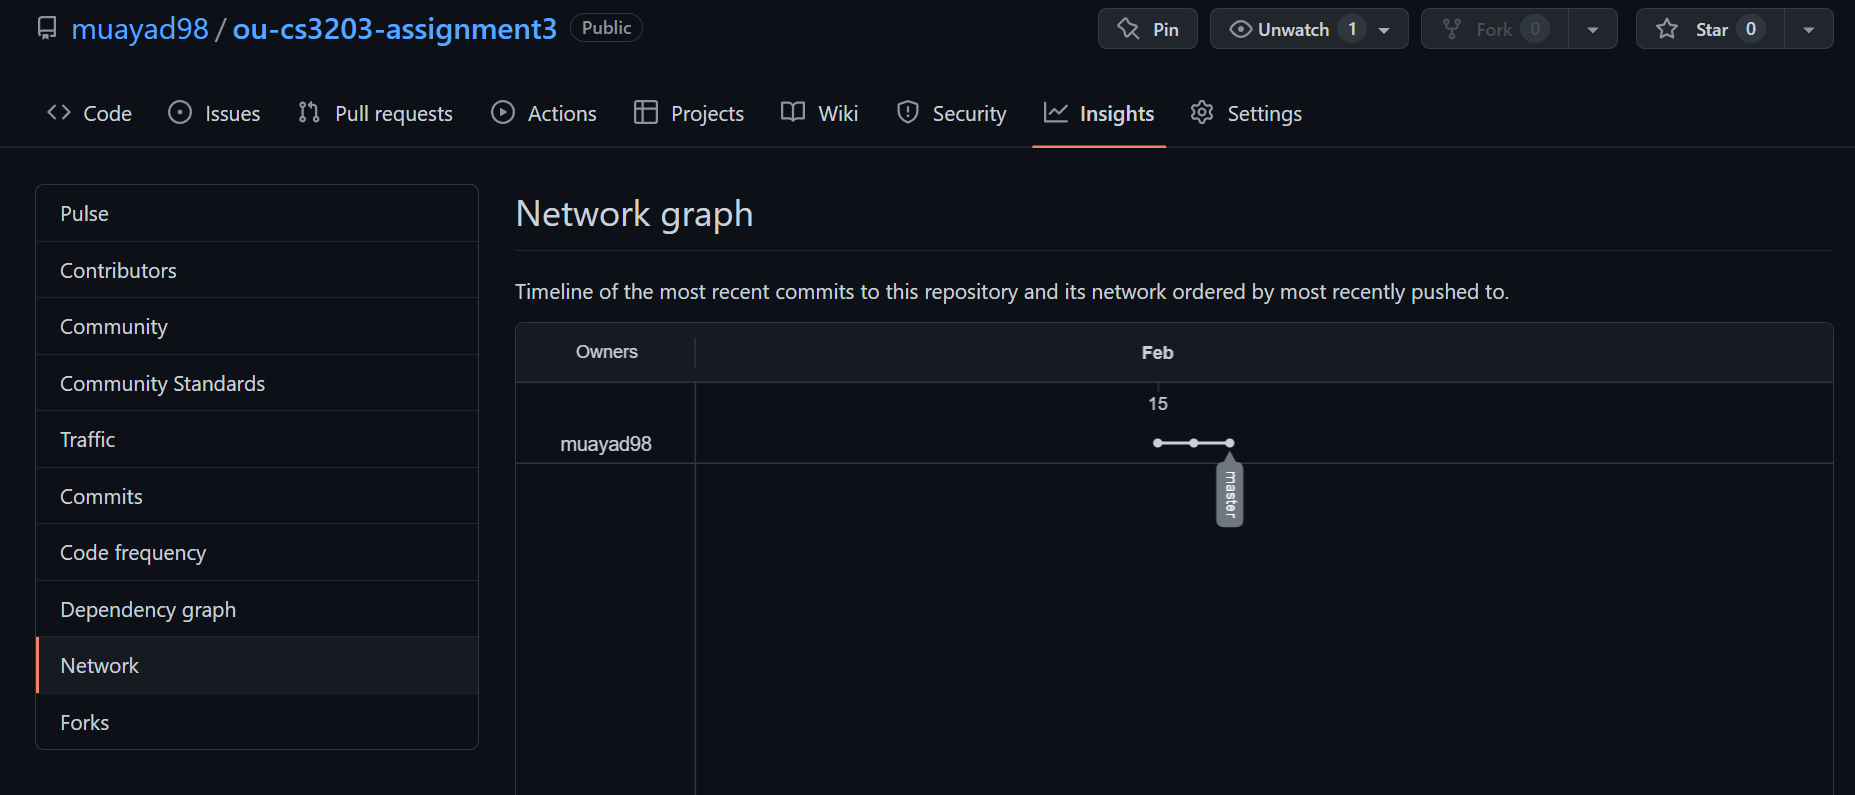 muayad98 / ou-cs3203-assignment3 Public
Pin
Unwatch 1
Fork 0
Star 0
Code
Issues
Pull requests
Actions
Projects
Wiki
Security
Insights
Settings
Pulse
Contributors
Community
Community Standards
Traffic
Commits
Code frequency
Dependency graph
Network
Forks
Network graph
Timeline of the most recent commits to this repository and its network ordered by most recently pushed to.
Owners
Feb
15
muayad98
master